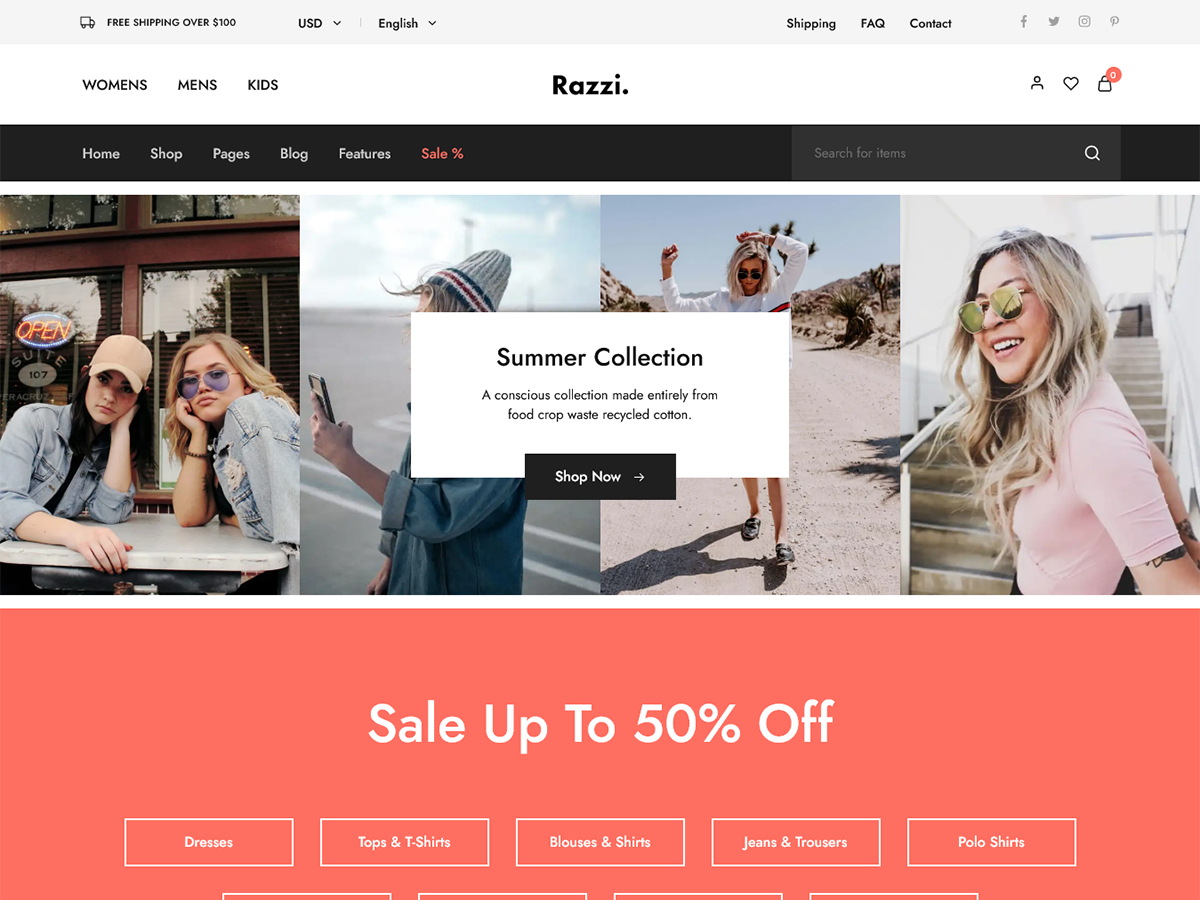 FREE SHIPPING OVER $100
USD
English
Shipping
FAQ
Contact
WOMENS
MENS
KIDS
Razzi.
0
Home
Shop
Pages
Blog
Features
Sale %
Search for items
OPEN
SUITE
107
Summer Collection
A conscious collection made entirely from
food crop waste recycled cotton.
Shop Now
Sale Up To 50% Off
Dresses
Tops & T-Shirts
Blouses & Shirts
Jeans & Trousers
Polo Shirts